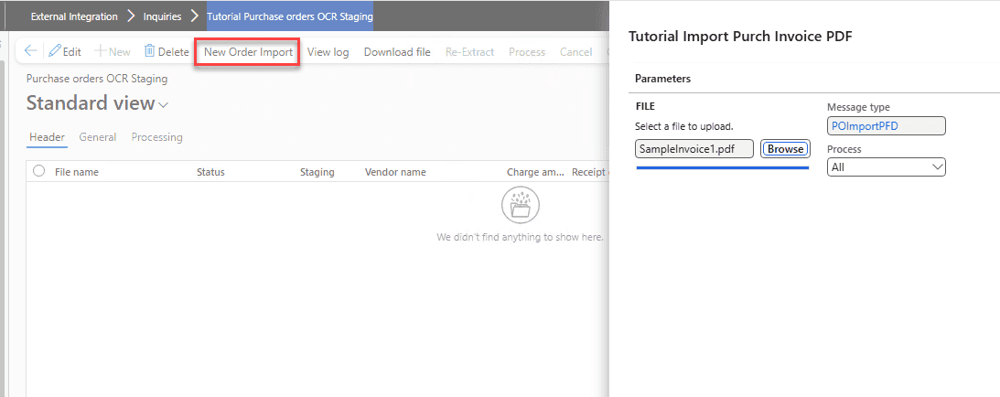 External Integration > Inquiries > Tutorial Purchase orders OCR Staging
Edit + New Delete New Order Import View log Download file Re-Extract Process Cancel
Purchase orders OCR Staging
Standard view
Header General Processing
File name Status Staging Vendor name Charge am... Receipt
We didn't find anything to show here.
Tutorial Import Purch Invoice PDF
Parameters
FILE
Select a file to upload.
SampleInvoice1.pdf Browse
Message type
POImportPFD
Process
All